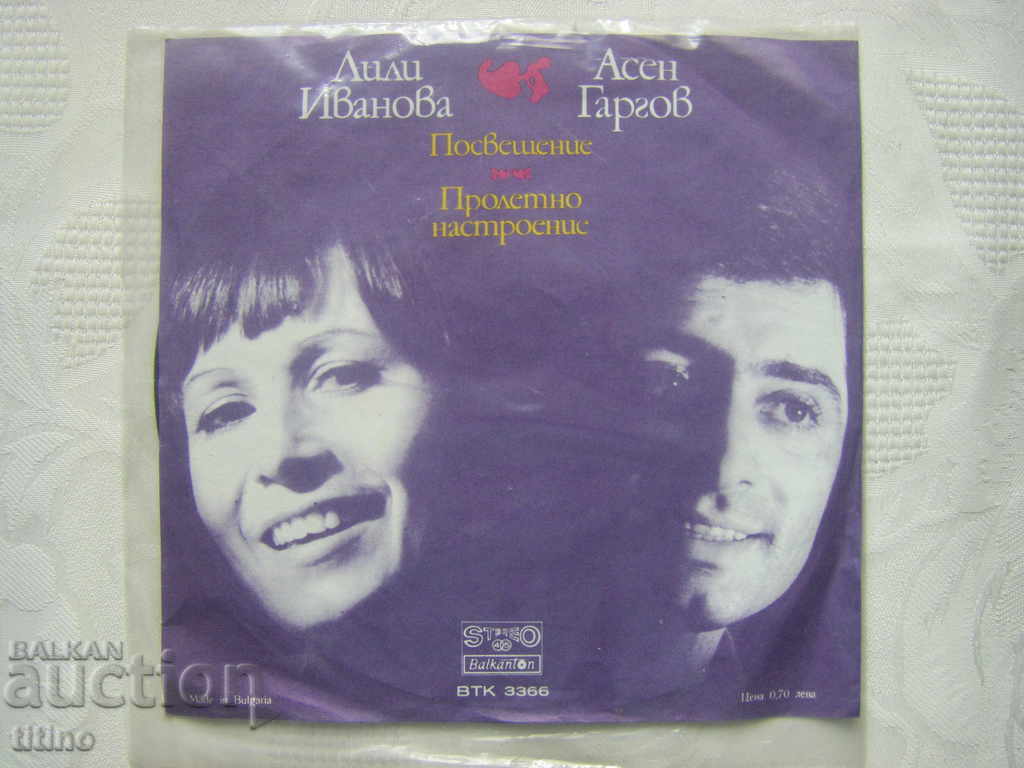 Лили
Иванова
Асен
Гаргов
Посвещение
Пролетно
настроение
STEREO
Balkanton
ВТК 3366
Made in Bulgaria
Цена 0,70 лева
BALKAN
auction
titino